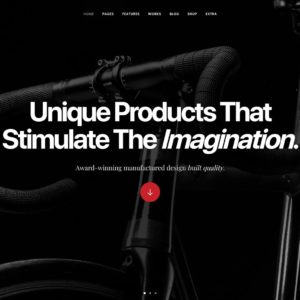 HOME PAGES FEATURES WORKS BLOG SHOP EXTRA
Unique Products That
Stimulate The Imagination.
Award-winning manufactured design built quality.